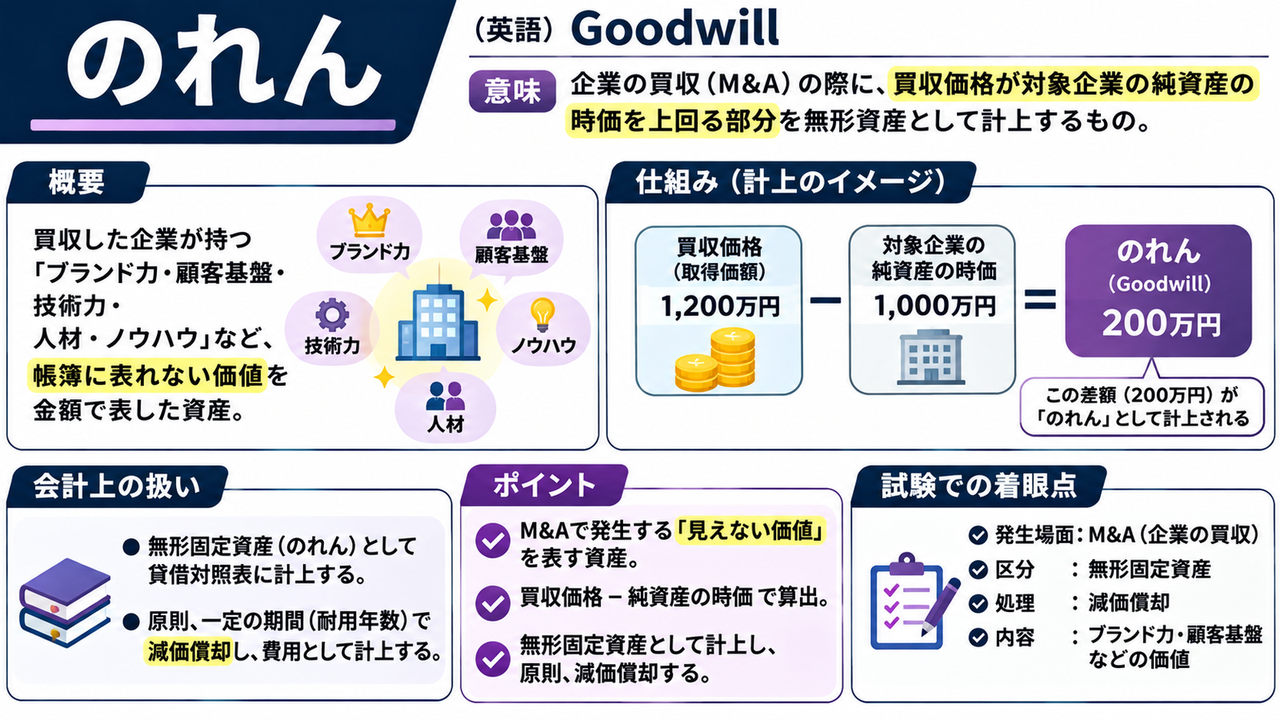 のれん
(英語) Goodwill
意味
企業の買収(M&A)の際に、買収価格が対象企業の純資産の
時価を上回る部分を無形資産として計上するもの。
概要
買収した企業が持つ
「ブランド力・顧客基盤・
技術力・
人材・ノウハウ」など、
帳簿に表れない価値を
金額で表した資産。
ブランド力
顧客基盤
技術力
ノウハウ
人材
仕組み(計上のイメージ)
買収価格
(取得価額)
1,200万円
−
対象企業の
純資産の時価
1,000万円
=
のれん
(Goodwill)
200万円
この差額(200万円)が
「のれん」として計上される
会計上の扱い
● 無形固定資産(のれん)として
貸借対照表に計上する。
● 原則、一定の期間(耐用年数)で
減価償却し、費用として計上する。
ポイント
M&Aで発生する「見えない価値」
を表す資産。
買収価格 − 純資産の時価 で算出。
無形固定資産として計上し、
原則、減価償却する。
試験での着眼点
発生場面:M&A(企業の買収)
区分 :無形固定資産
処理 :減価償却
内容 :ブランド力・顧客基盤
などの価値